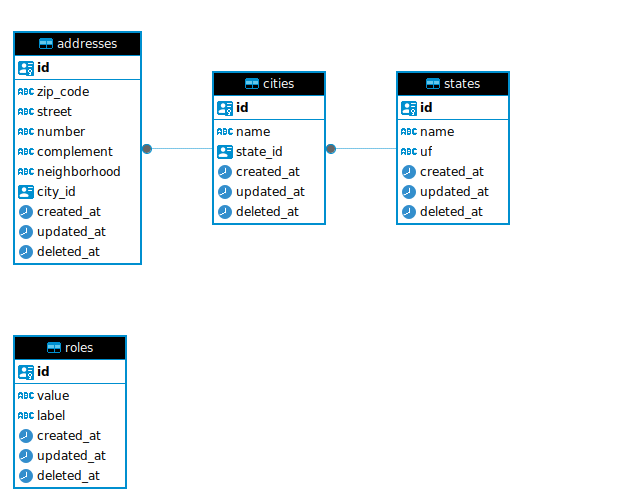 addresses
id
ABC zip_code
ABC street
ABC number
ABC complement
ABC neighborhood
city_id
created_at
updated_at
deleted_at
cities
id
ABC name
state_id
created_at
updated_at
deleted_at
states
id
ABC name
ABC uf
created_at
updated_at
deleted_at
roles
id
ABC value
ABC label
created_at
updated_at
deleted_at